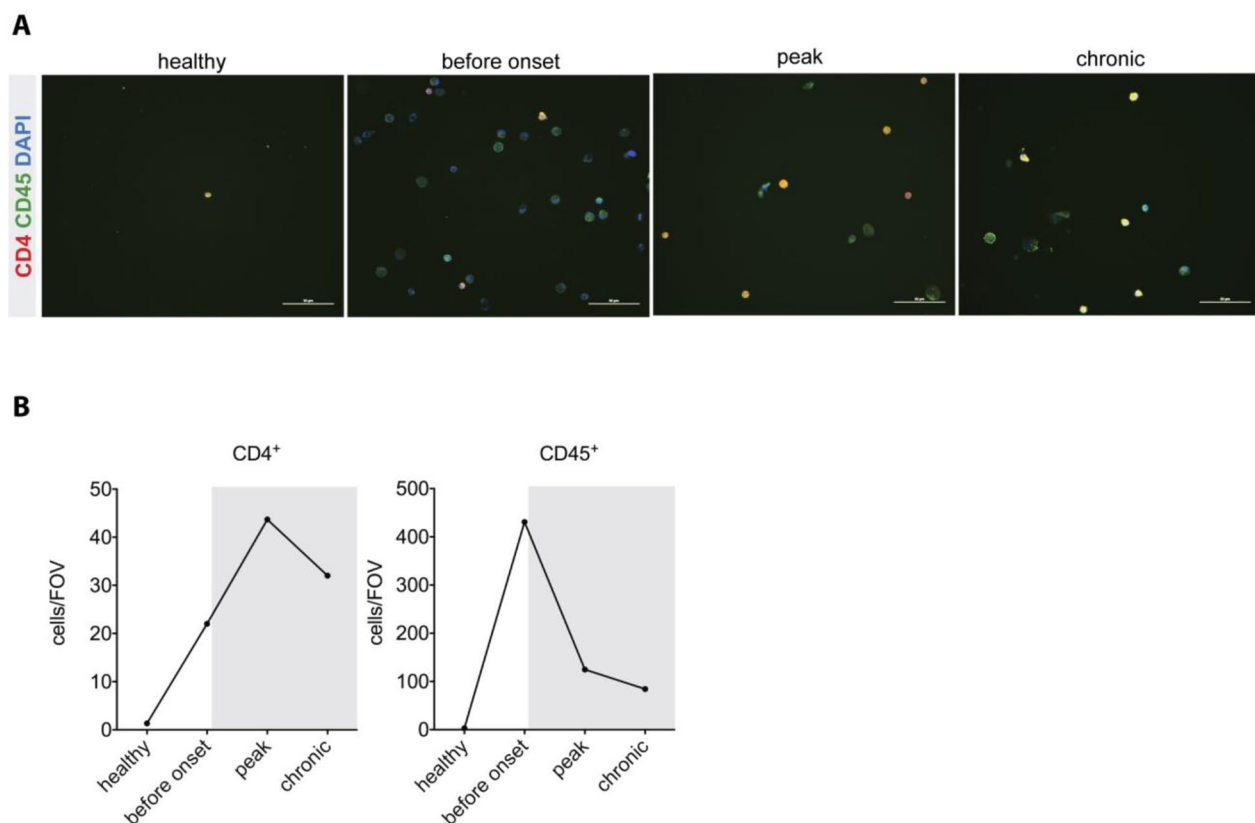 A
healthy
before onset
peak
chronic
CD4 CD45 DAPI
B
CD4+
50
40
30
20
10
0
cells/FOV
healthy
before onset
peak
chronic
CD45+
500
400
300
200
100
0
cells/FOV
healthy
before onset
peak
chronic